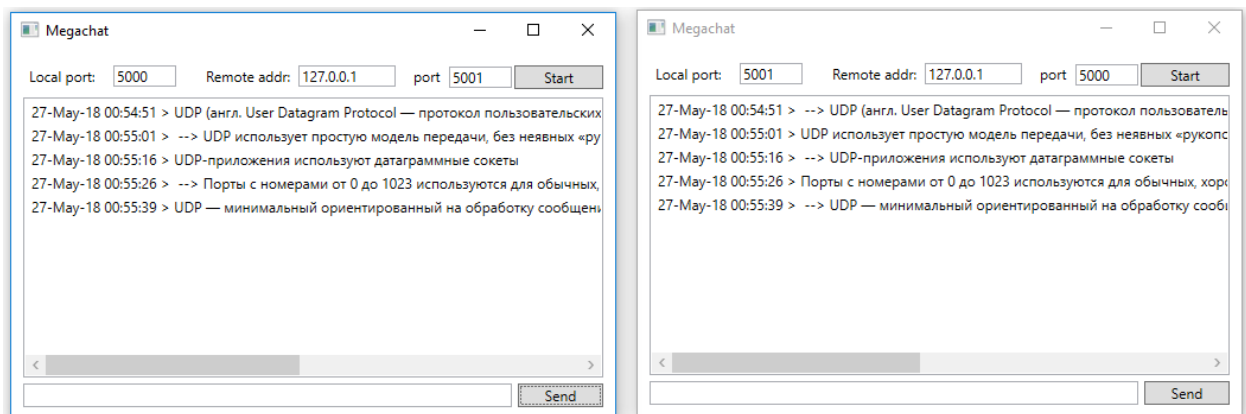 Megachat
Local port: 5000 Remote addr: 127.0.0.1 port 5001 Start
27-May-18 00:54:51 > UDP (англ. User Datagram Protocol — протокол пользовательских
27-May-18 00:55:01 > --> UDP использует простую модель передачи, без неявных «ру
27-May-18 00:55:16 > UDP-приложения используют датаграммные сокеты
27-May-18 00:55:26 > --> Порты с номерами от 0 до 1023 используются для обычных,
27-May-18 00:55:39 > UDP — минимальный ориентированный на обработку сообщени
Send
Megachat
Local port: 5001 Remote addr: 127.0.0.1 port 5000 Start
27-May-18 00:54:51 > --> UDP (англ. User Datagram Protocol — протокол пользователь
27-May-18 00:55:01 > UDP использует простую модель передачи, без неявных «рукопо
27-May-18 00:55:16 > --> UDP-приложения используют датаграммные сокеты
27-May-18 00:55:26 > Порты с номерами от 0 до 1023 используются для обычных, хоро
27-May-18 00:55:39 > --> UDP — минимальный ориентированный на обработку сооб
Send